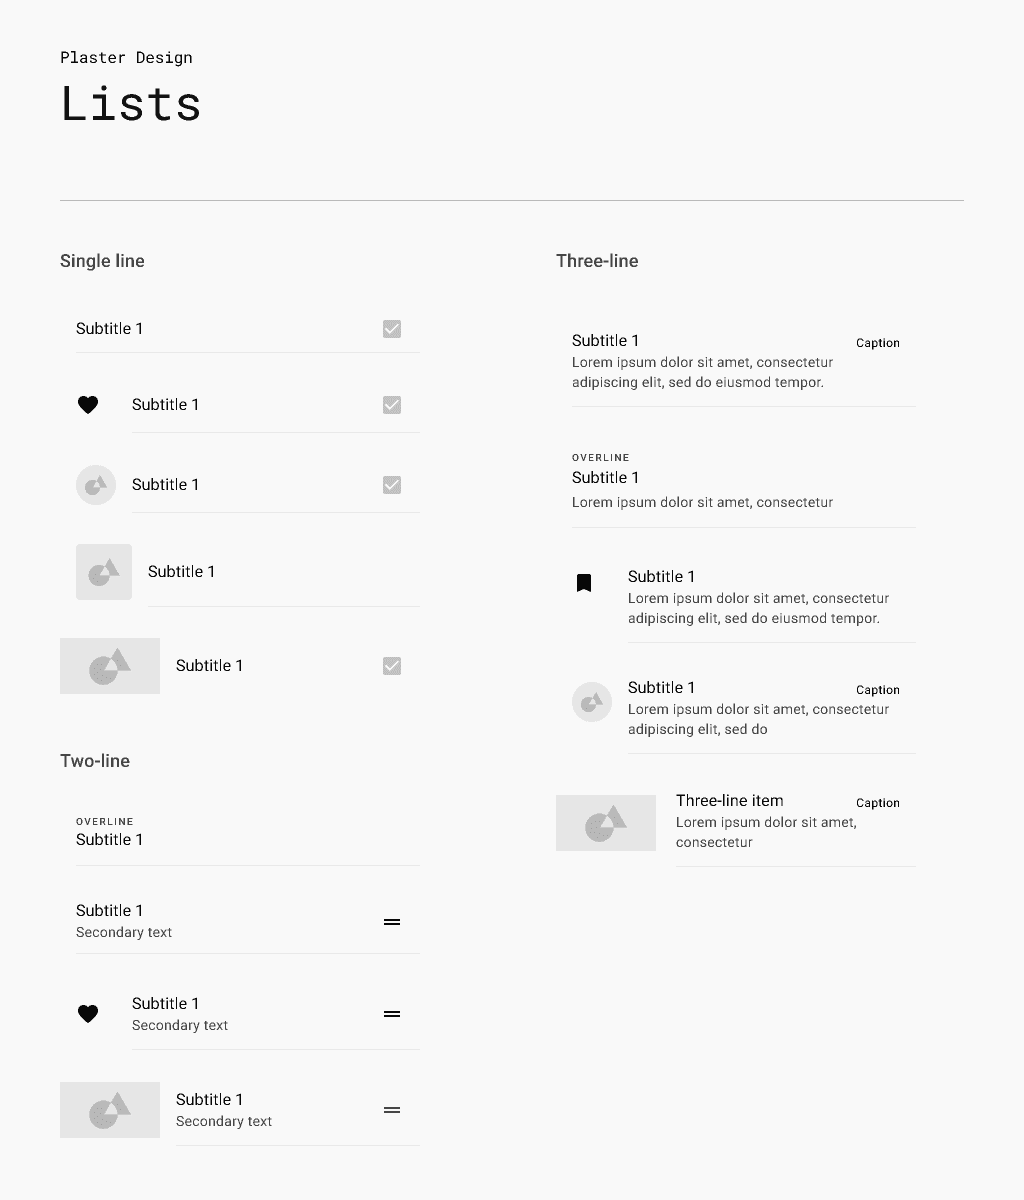 Plaster Design
Lists
Single line
Subtitle 1
Subtitle 1
Subtitle 1
Subtitle 1
Subtitle 1
Two-line
OVERLINE
Subtitle 1
Subtitle 1
Secondary text
Subtitle 1
Secondary text
Subtitle 1
Secondary text
Three-line
Subtitle 1
Caption
Lorem ipsum dolor sit amet, consectetur
adipiscing elit, sed do eiusmod tempor.
OVERLINE
Subtitle 1
Lorem ipsum dolor sit amet, consectetur
Subtitle 1
Lorem ipsum dolor sit amet, consectetur
adipiscing elit, sed do eiusmod tempor.
Subtitle 1
Caption
Lorem ipsum dolor sit amet, consectetur
adipiscing elit, sed do
Three-line item
Caption
Lorem ipsum dolor sit amet,
consectetur